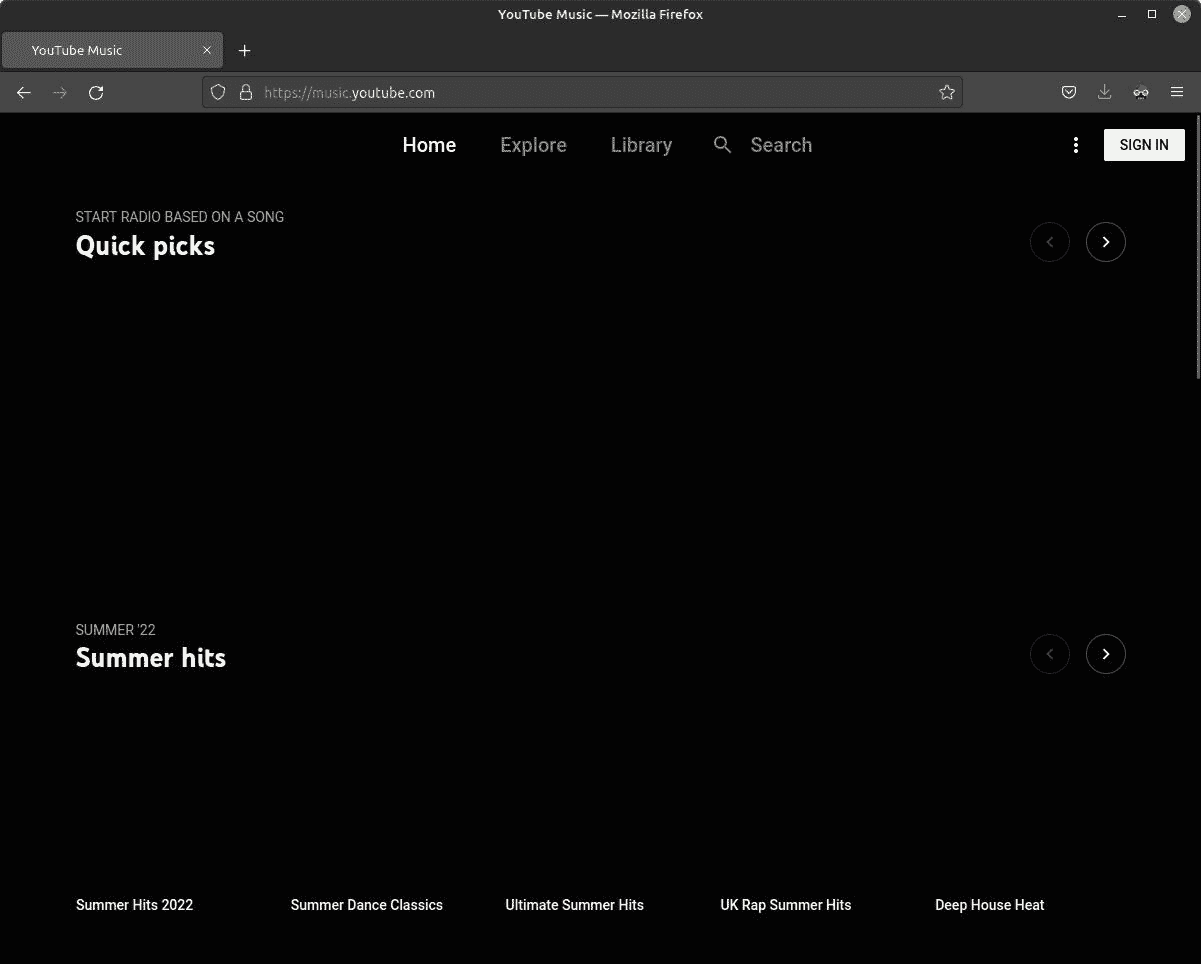 YouTube Music — Mozilla Firefox
YouTube Music
https://music.youtube.com
Home Explore Library Search SIGN IN
START RADIO BASED ON A SONG
Quick picks
SUMMER '22
Summer hits
Summer Hits 2022 Summer Dance Classics Ultimate Summer Hits UK Rap Summer Hits Deep House Heat